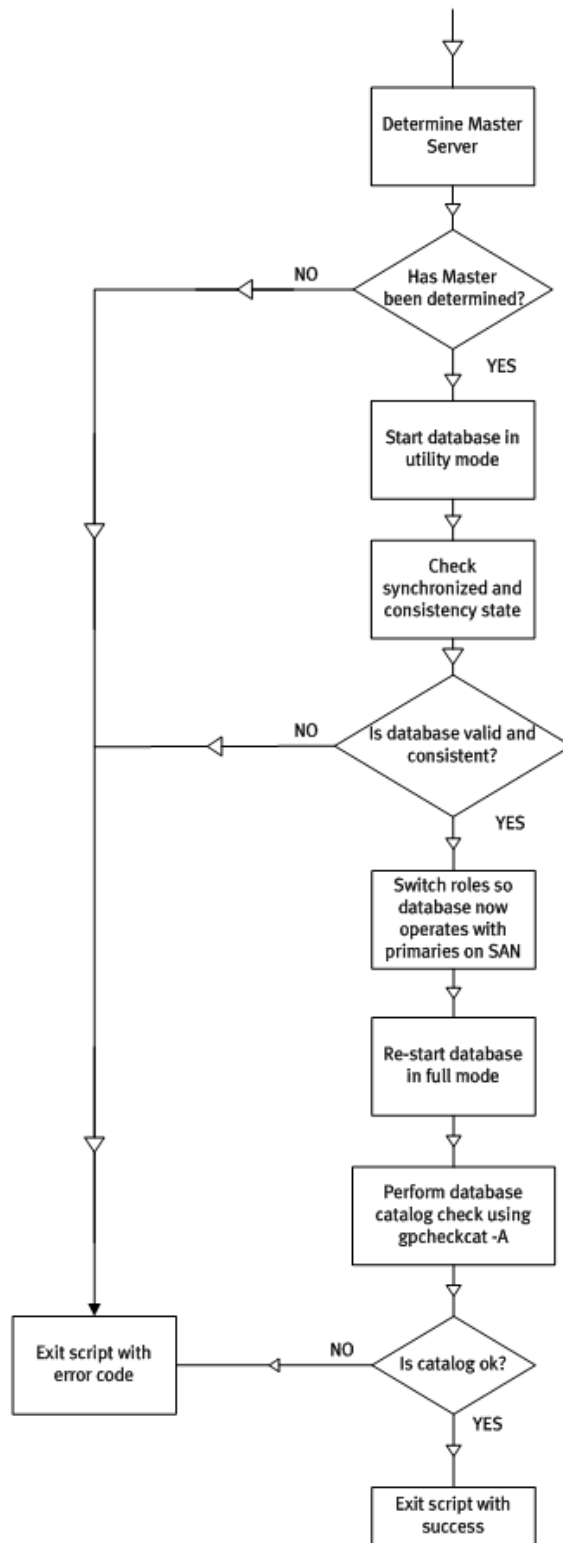 Determine Master
Server
NO
Has Master
been determined?
YES
Start database in
utility mode
Check
synchronized and
consistency state
NO
Is database valid and
consistent?
YES
Switch roles so
database now
operates with
primaries on SAN
Re-start database
in full mode
Perform database
catalog check using
gpcheckcat -A
Exit script with
error code
NO
Is catalog ok?
YES
Exit script with
success